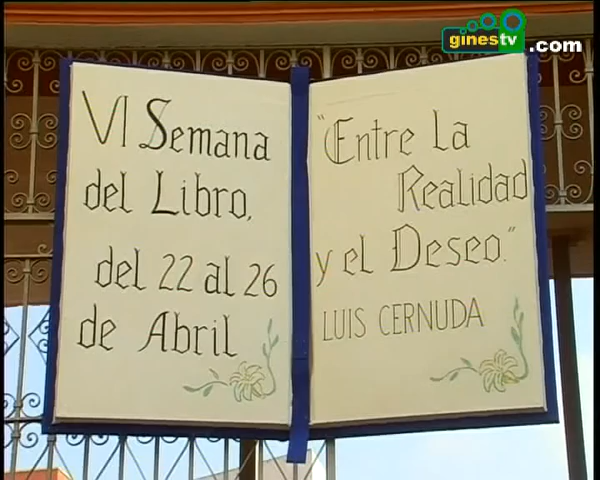 ginestv.com
VI Semana
del Libro,
del 22 al 26
de Abril
"Entre La
Realidad
y el Deseo."
LUIS CERNUDA